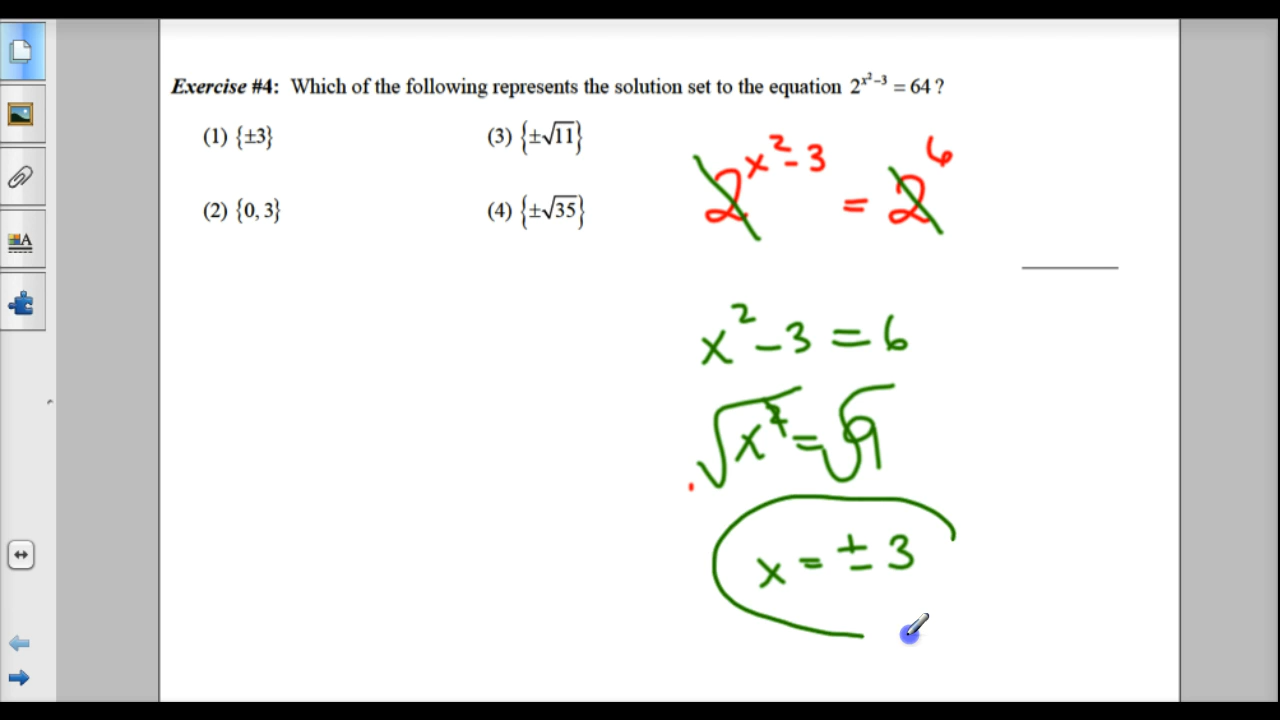 Exercise #4: Which of the following represents the solution set to the equation 2^{x²−3} = 64 ?
(1) {±3}
(3) {±√11}
(2) {0, 3}
(4) {±√35}
2^{x²-3} = 2^6
x² - 3 = 6
√x² = √9
x = ± 3
A